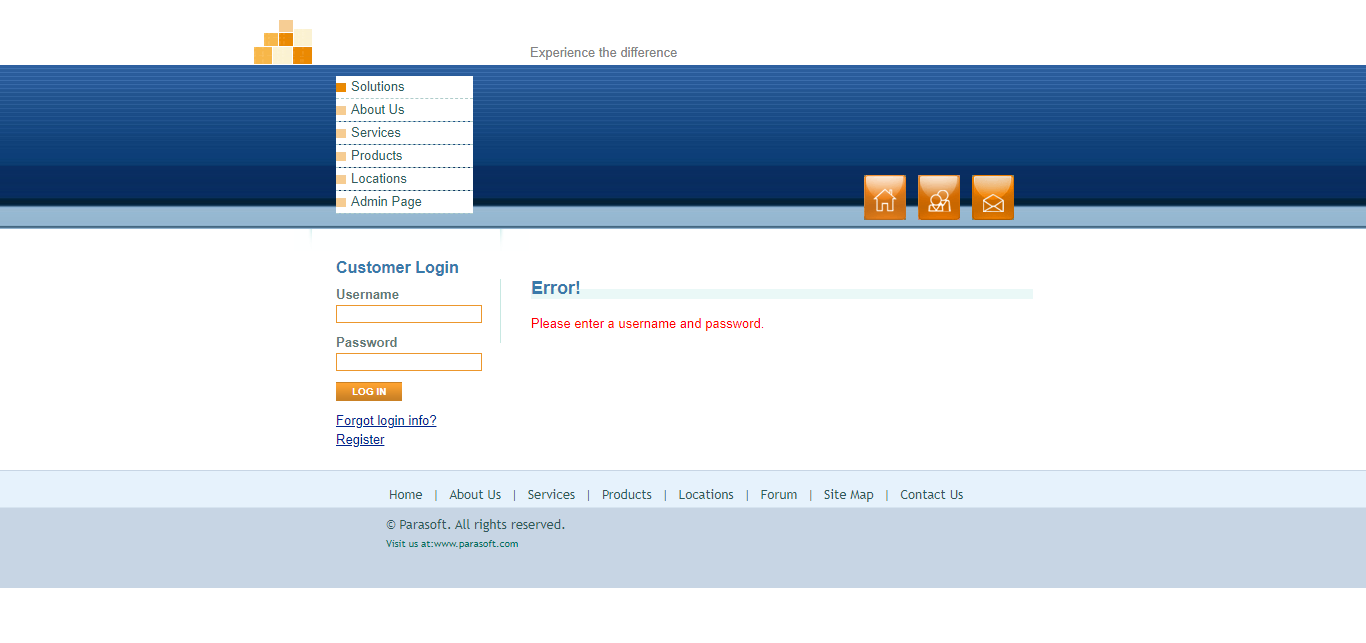 Experience the difference
Solutions
About Us
Services
Products
Locations
Admin Page
Customer Login
Username
Password
LOG IN
Forgot login info?
Register
Error!
Please enter a username and password.
Home | About Us | Services | Products | Locations | Forum | Site Map | Contact Us
© Parasoft. All rights reserved.
Visit us at:www.parasoft.com